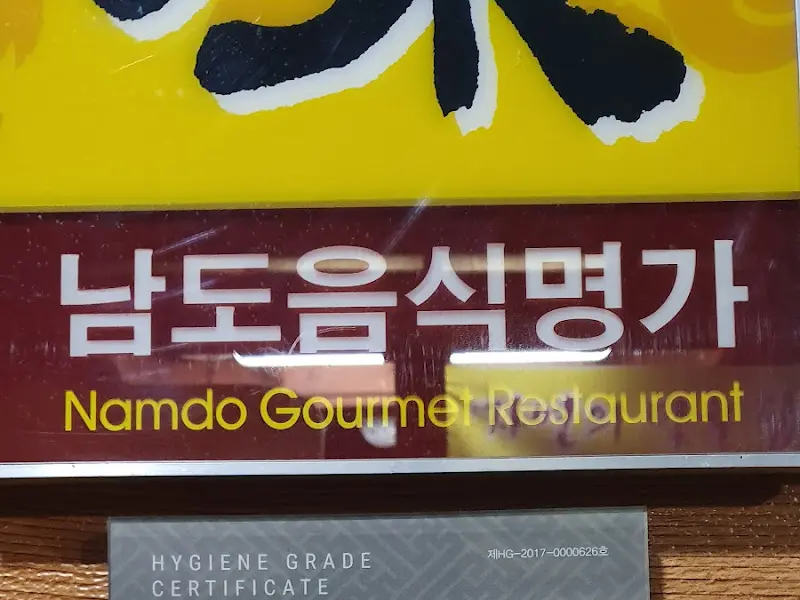 남도음식명가
Namdo Gourmet Restaurant
HYGIENE GRADE
CERTIFICATE
제HG-2017-0000626호